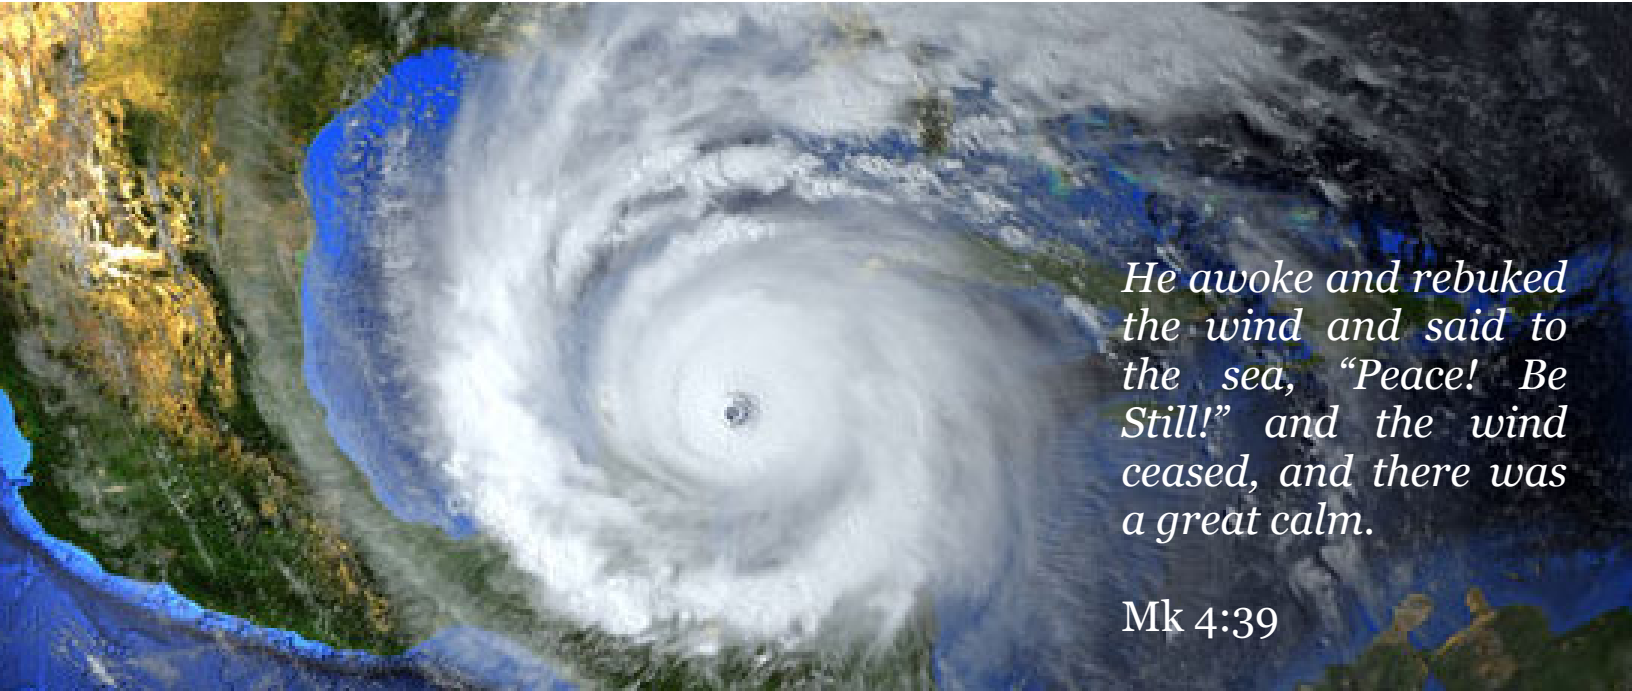 He awoke and rebuked
the wind and said to
the sea, “Peace! Be
Still!” and the wind
ceased, and there was
a great calm.
Mk 4:39